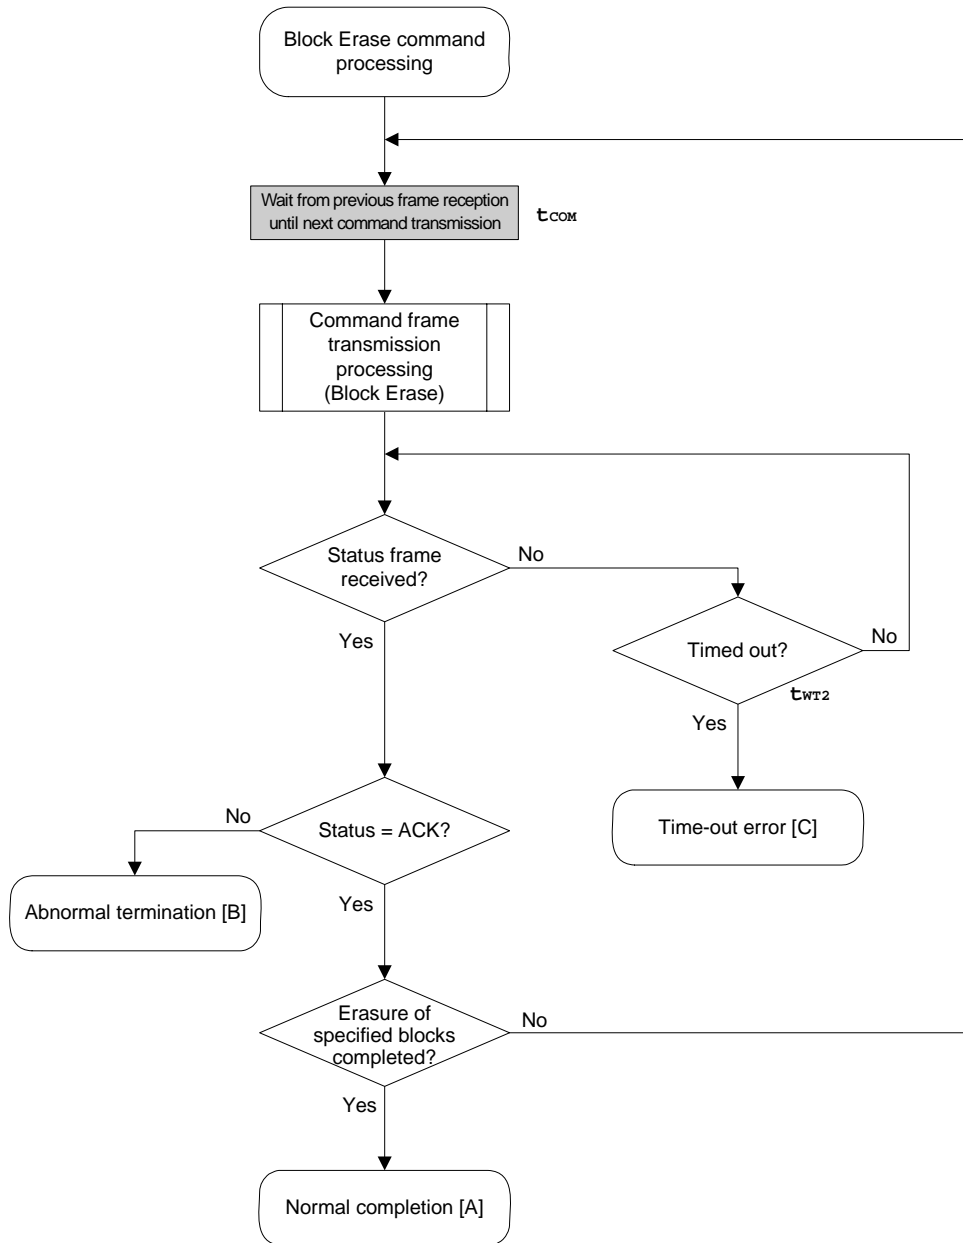 Block Erase command
processing
Wait from previous frame reception
until next command transmission
tCOM
Command frame
transmission
processing
(Block Erase)
Status frame
received?
No
Yes
Timed out?
No
tWT2
Yes
Time-out error [C]
Status = ACK?
No
Abnormal termination [B]
Yes
Erasure of
specified blocks
completed?
No
Yes
Normal completion [A]